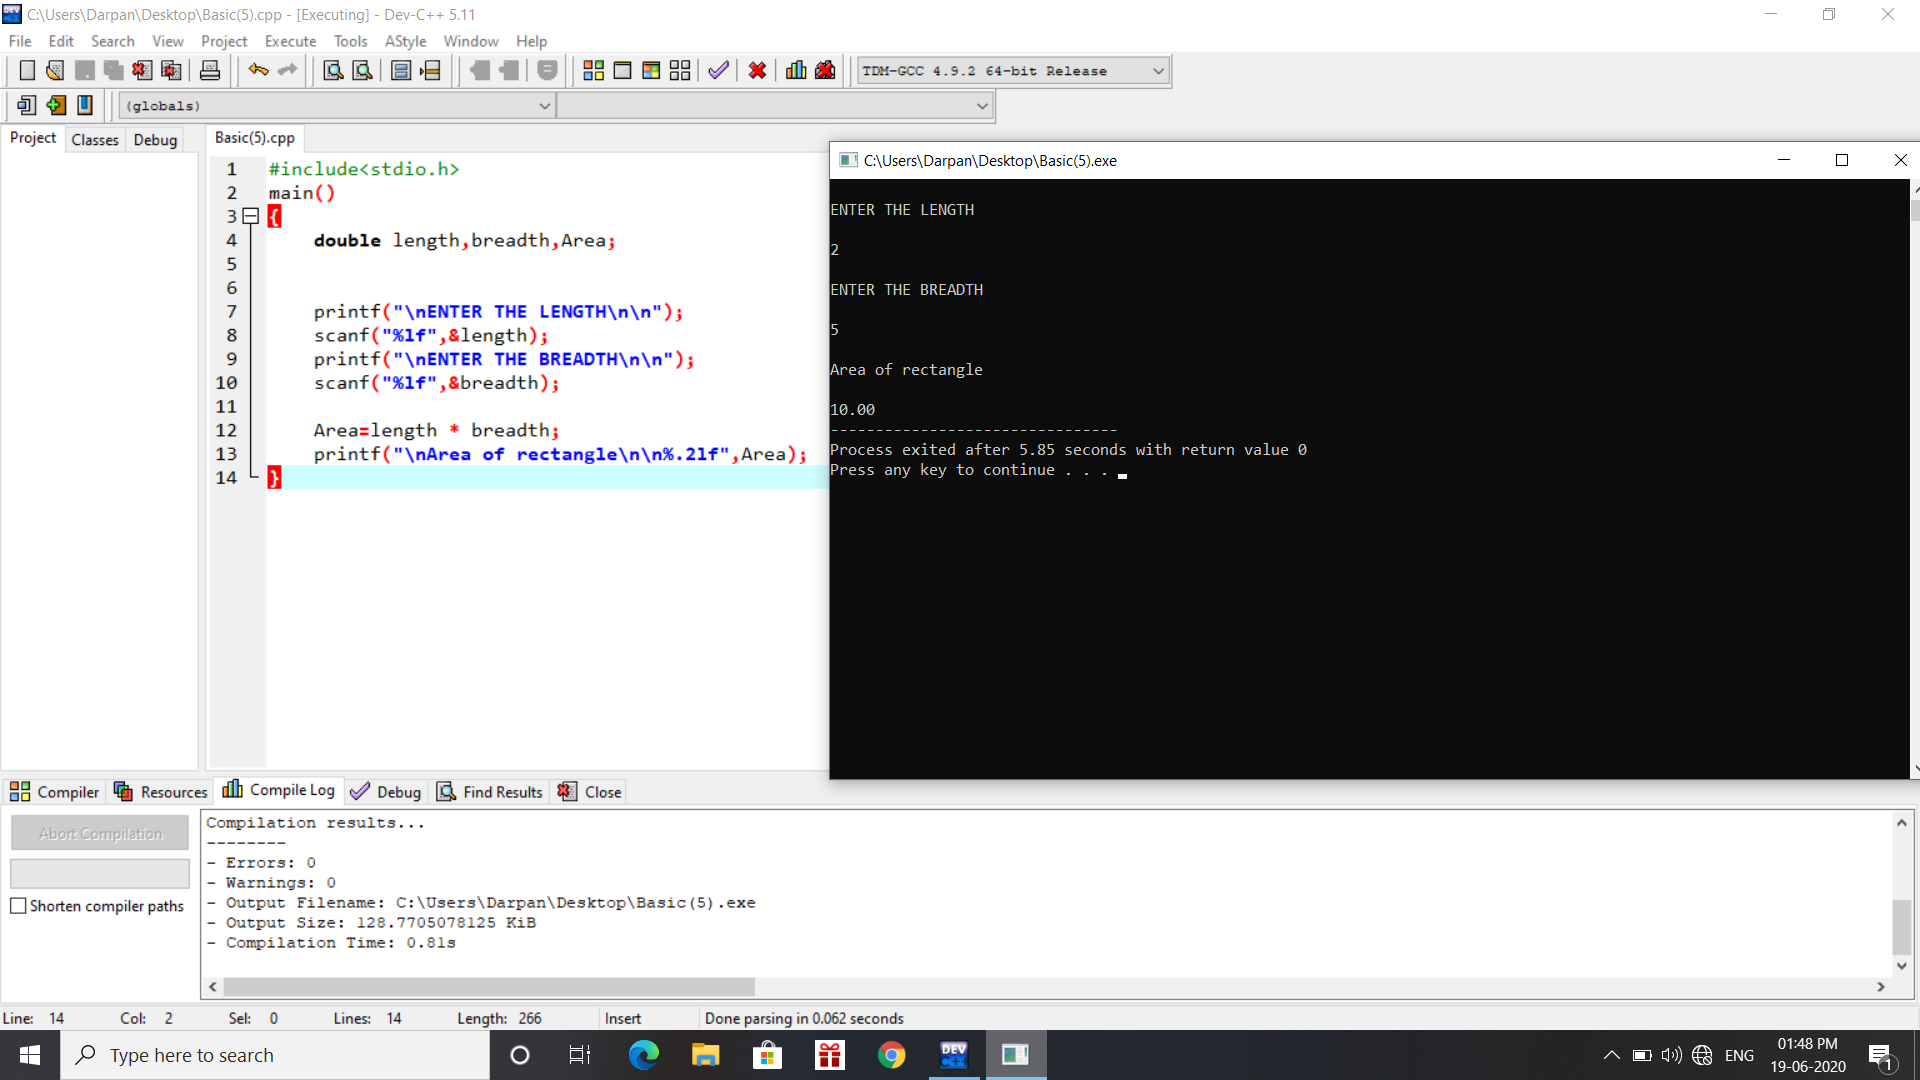 C:\Users\Darpan\Desktop\Basic(5).cpp - [Executing] - Dev-C++ 5.11
File Edit Search View Project Execute Tools AStyle Window Help
TDM-GCC 4.9.2 64-bit Release
(globals)
Project Classes Debug
Basic(5).cpp
1 #include<stdio.h>
2 main()
3 {
4 double length,breadth,Area;
5
6
7 printf("\nENTER THE LENGTH\n\n");
8 scanf("%lf",&length);
9 printf("\nENTER THE BREADTH\n\n");
10 scanf("%lf",&breadth);
11
12 Area=length * breadth;
13 printf("\nArea of rectangle\n\n%.2lf",Area);
14 }
C:\Users\Darpan\Desktop\Basic(5).exe
ENTER THE LENGTH
2
ENTER THE BREADTH
5
Area of rectangle
10.00
--------------------------------
Process exited after 5.85 seconds with return value 0
Press any key to continue . . .
Compiler Resources Compile Log Debug Find Results Close
Abort Compilation
Shorten compiler paths
Compilation results...
--------
- Errors: 0
- Warnings: 0
- Output Filename: C:\Users\Darpan\Desktop\Basic(5).exe
- Output Size: 128.7705078125 KiB
- Compilation Time: 0.81s
Line: 14 Col: 2 Sel: 0 Lines: 14 Length: 266 Insert Done parsing in 0.062 seconds
Type here to search
DEV C++
ENG
01:48 PM
19-06-2020
1